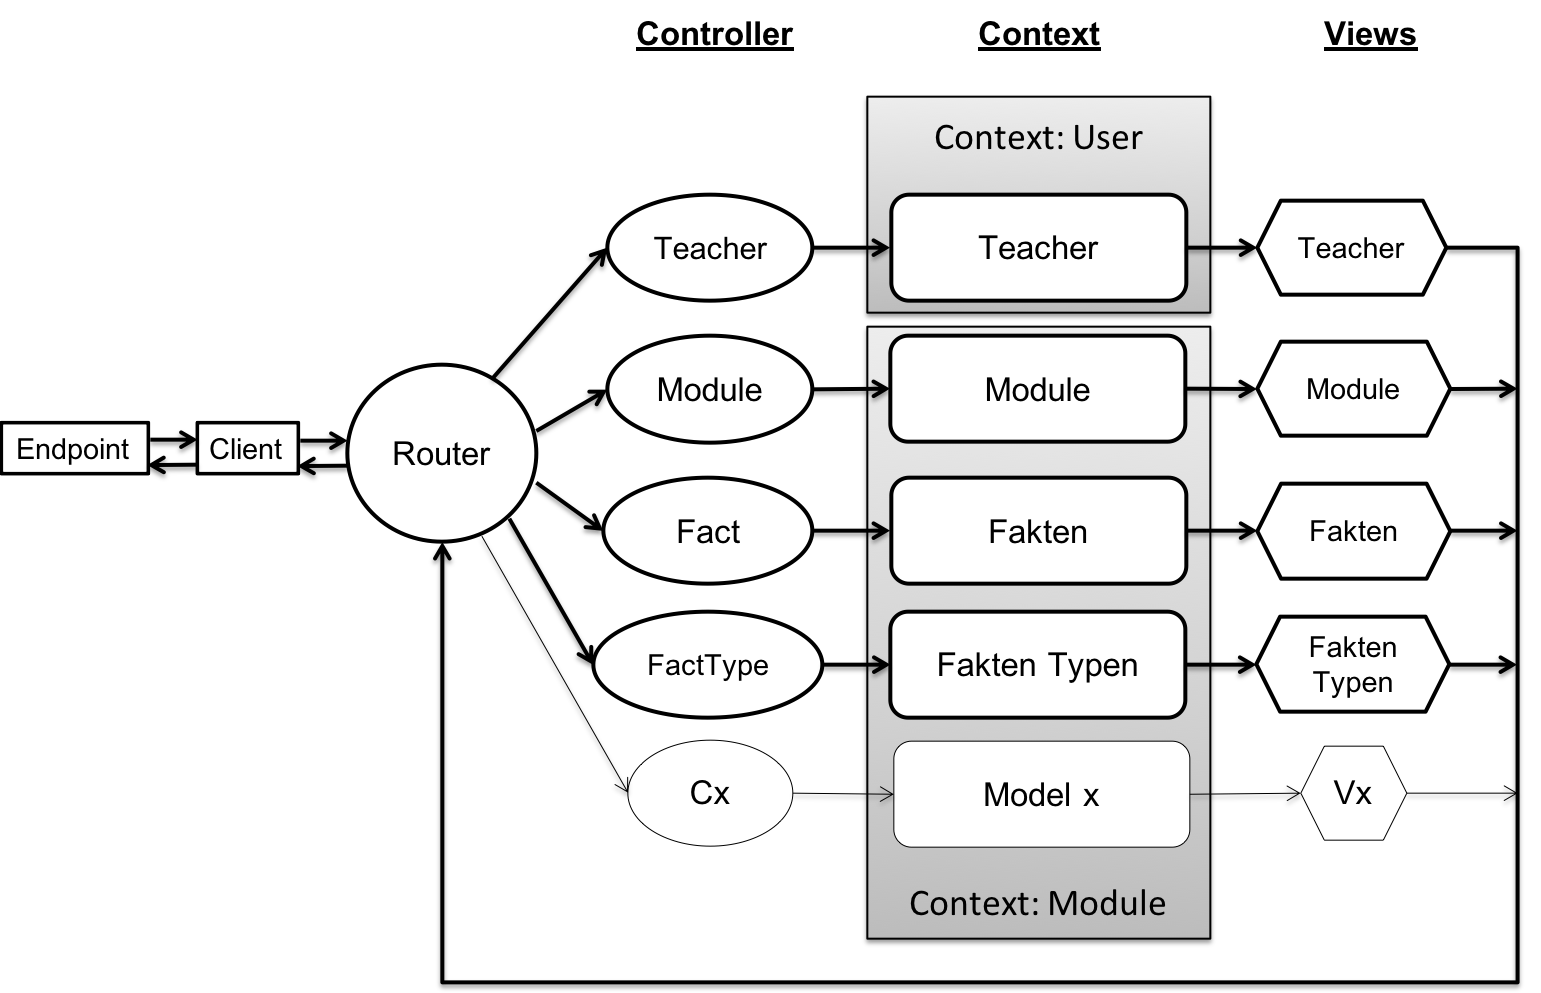 Controller
Context
Views
Context: User
Teacher
Teacher
Teacher
Module
Module
Module
Endpoint
Client
Router
Fact
Fakten
Fakten
FactType
Fakten Typen
Fakten
Typen
Cx
Model x
Vx
Context: Module